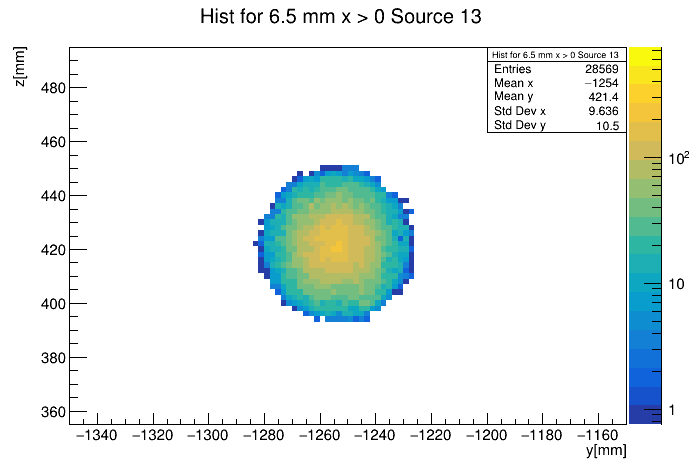 Hist for 6.5 mm x > 0 Source 13
z[mm]
Hist for 6.5 mm x > 0 Source 13
Entries 28569
Mean x −1254
Mean y 421.4
Std Dev x 9.636
Std Dev y 10.5
480
460
440
420
400
380
360
10²
10
1
−1340 −1320 −1300 −1280 −1260 −1240 −1220 −1200 −1180 −1160
y[mm]